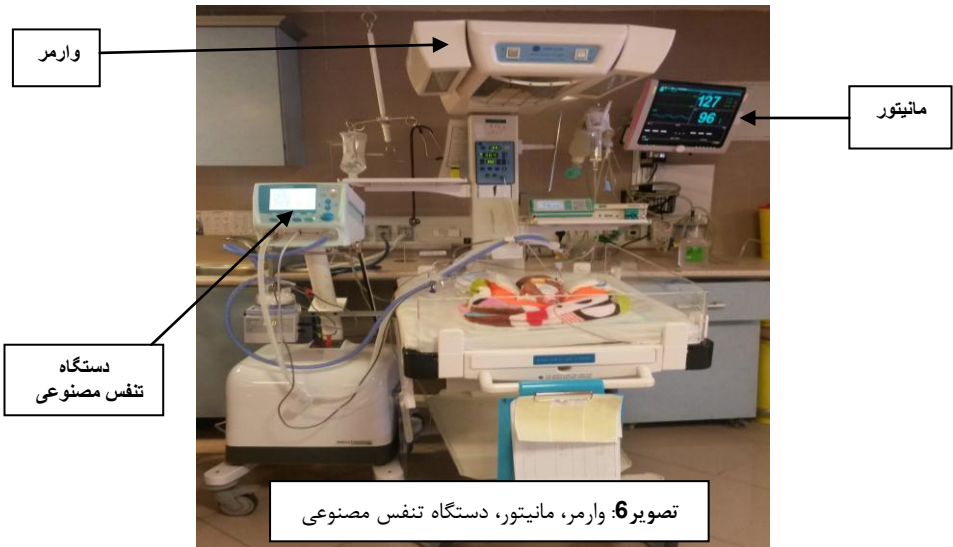 وارمر
مانیتور
127
96
دستگاه
تنفس مصنوعی
تصویر6: وارمر، مانیتور، دستگاه تنفس مصنوعی